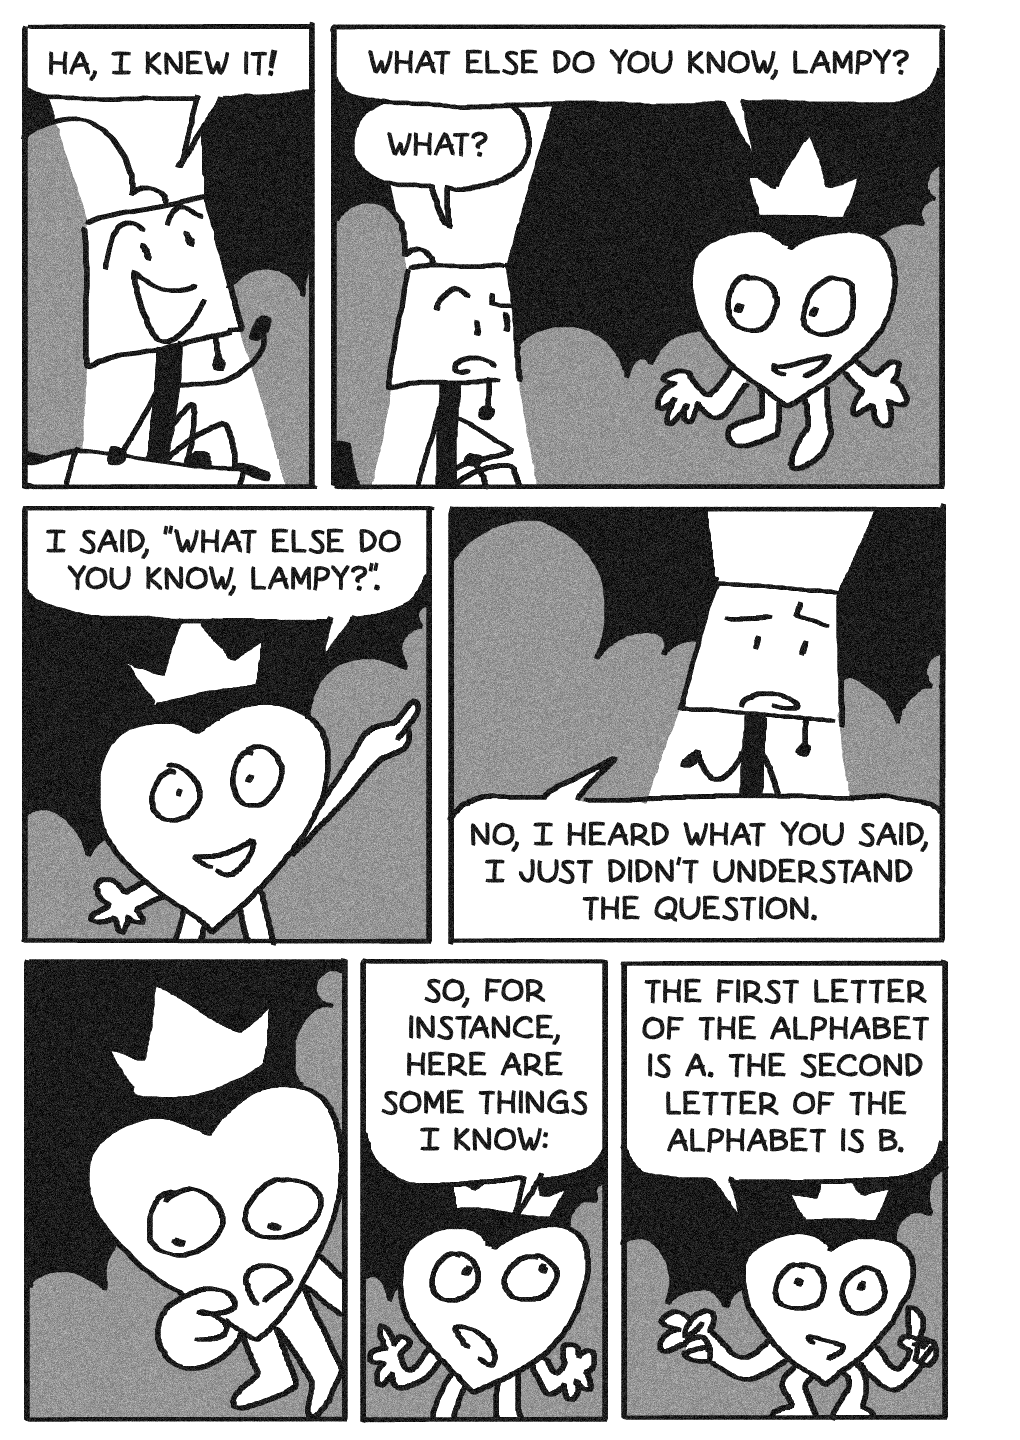 HA, I KNEW IT!
WHAT ELSE DO YOU KNOW, LAMPY?
WHAT?
I SAID, "WHAT ELSE DO
YOU KNOW, LAMPY?".
NO, I HEARD WHAT YOU SAID,
I JUST DIDN'T UNDERSTAND
THE QUESTION.
SO, FOR
INSTANCE,
HERE ARE
SOME THINGS
I KNOW:
THE FIRST LETTER
OF THE ALPHABET
IS A. THE SECOND
LETTER OF THE
ALPHABET IS B.